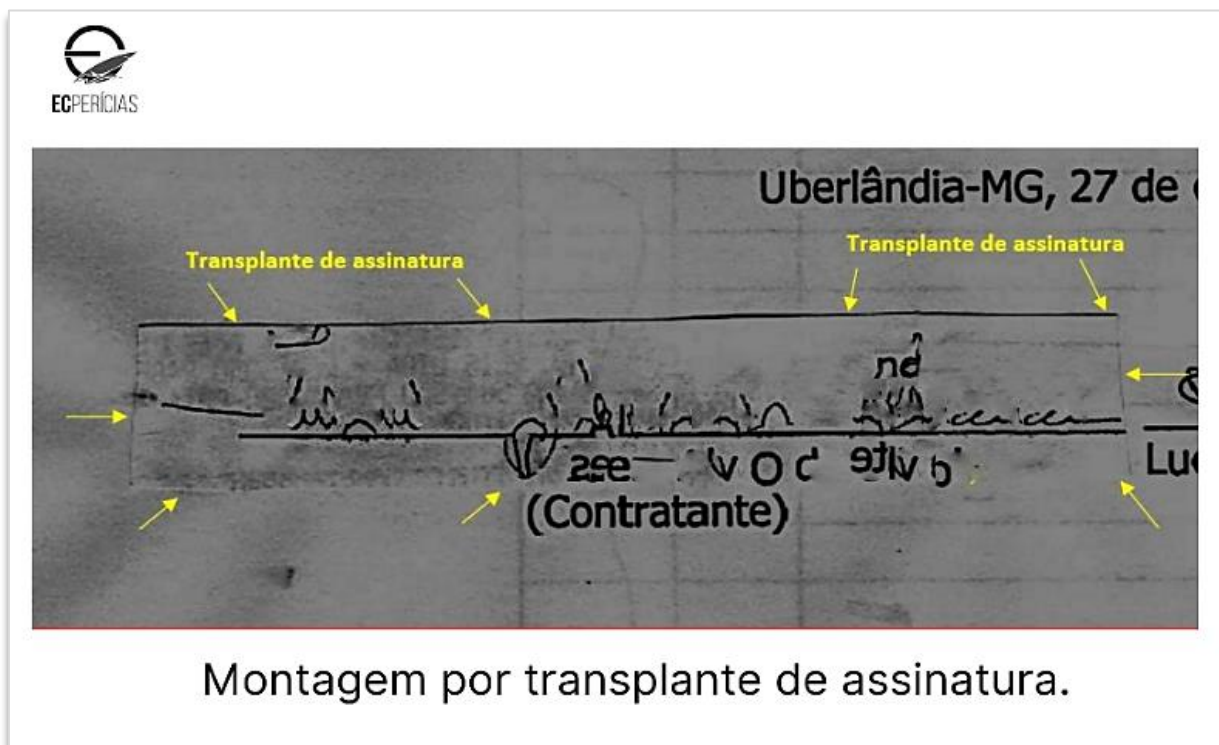 ECPERÍCIAS
Uberlândia-MG, 27 de
Transplante de assinatura
Transplante de assinatura
(Contratante)
Montagem por transplante de assinatura.